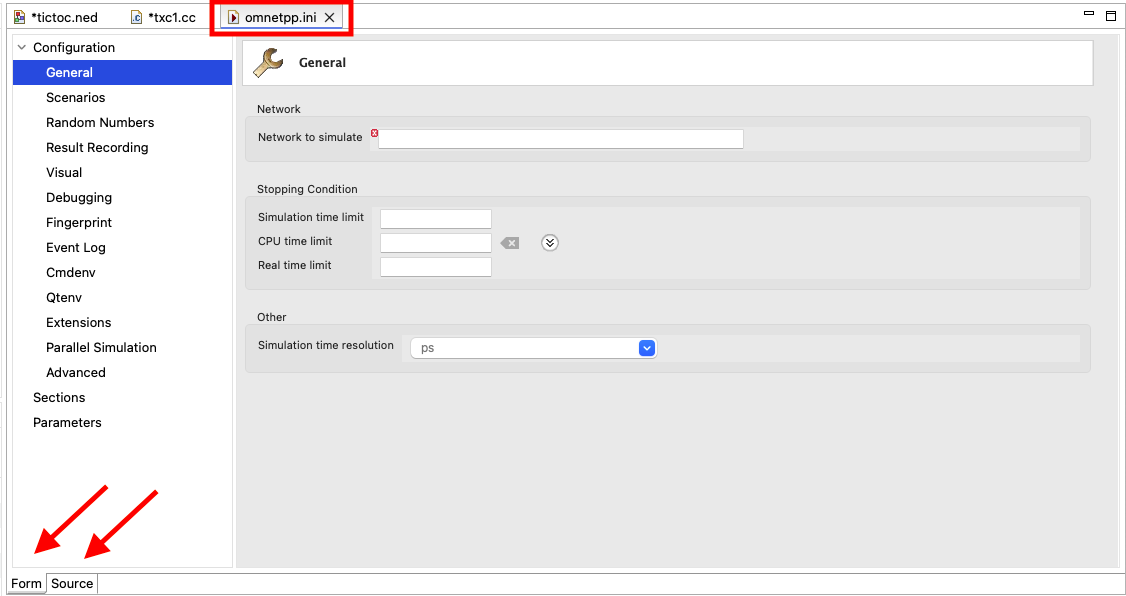 *tictoc.ned *txc1.cc omnetpp.ini
Configuration
General
Scenarios
Random Numbers
Result Recording
Visual
Debugging
Fingerprint
Event Log
Cmdenv
Qtenv
Extensions
Parallel Simulation
Advanced
Sections
Parameters
General
Network
Network to simulate
Stopping Condition
Simulation time limit
CPU time limit
Real time limit
Other
Simulation time resolution ps
Form Source